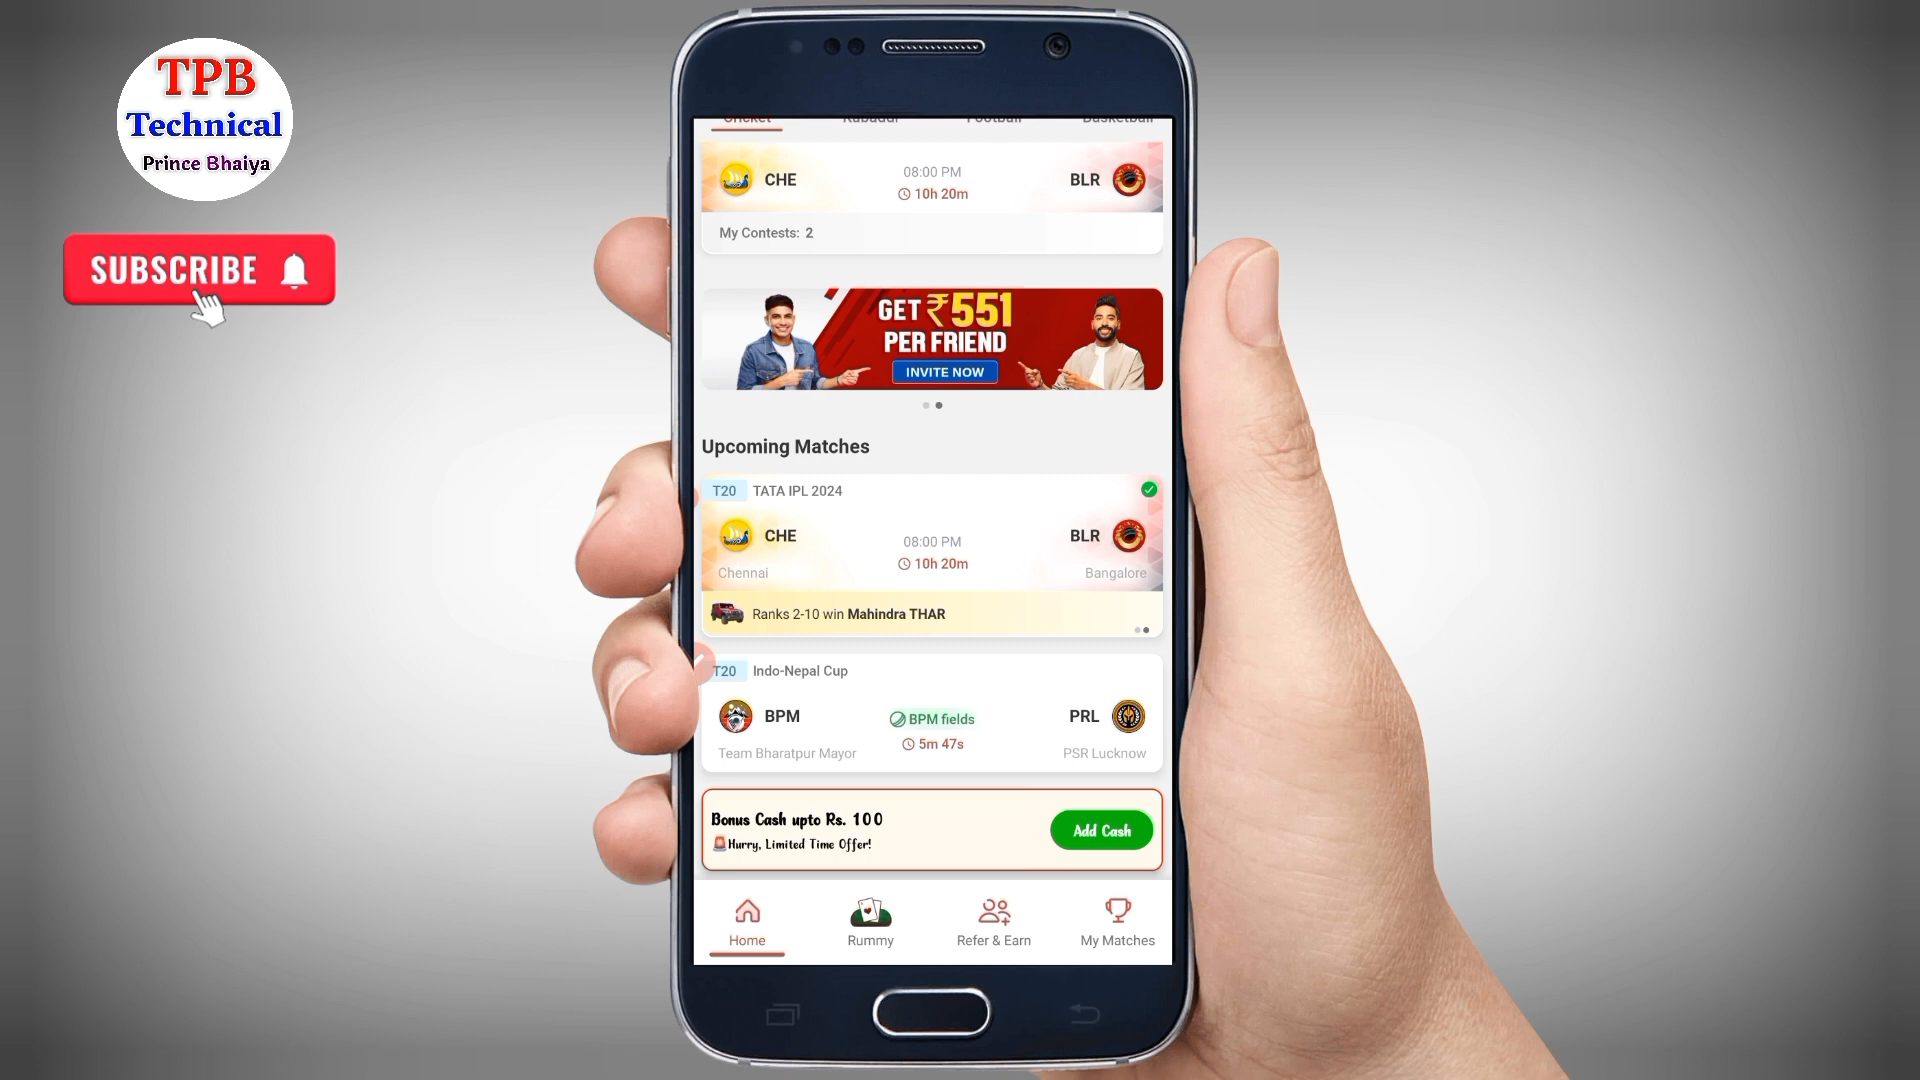 TPB
Technical
Prince Bhaiya
SUBSCRIBE
Cricket Kabaddi Football Basketball
CHE 08:00 PM BLR
10h 20m
My Contests: 2
GET ₹551
PER FRIEND
INVITE NOW
Upcoming Matches
T20 TATA IPL 2024
CHE 08:00 PM BLR
10h 20m
Chennai Bangalore
Ranks 2-10 win Mahindra THAR
T20 Indo-Nepal Cup
BPM BPM fields PRL
5m 47s
Team Bharatpur Mayor PSR Lucknow
Bonus Cash upto Rs. 100
Hurry, Limited Time Offer!
Add Cash
Home Rummy Refer & Earn My Matches